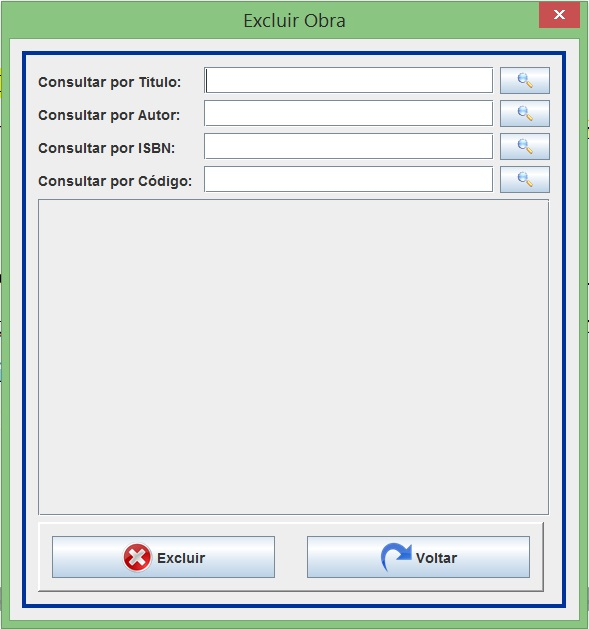 Excluir Obra
Consultar por Titulo:
Consultar por Autor:
Consultar por ISBN:
Consultar por Código:
Excluir
Voltar